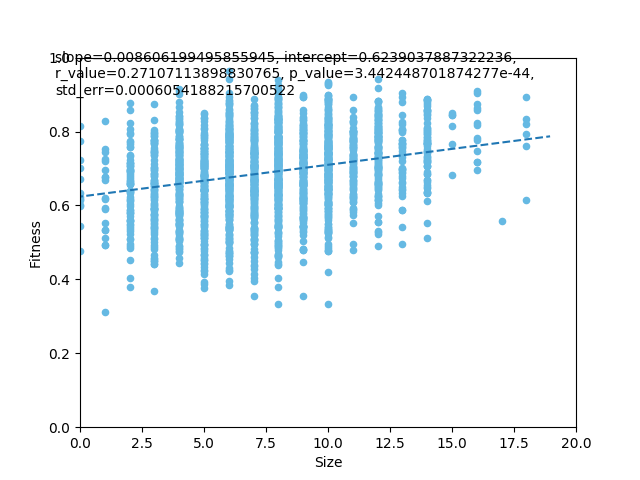 slope=0.008606199495855945, intercept=0.6239037887322236,
r_value=0.27107113898830765, p_value=3.442448701874277e-44,
std_err=0.0006054188215700522
1.0
0.8
0.6
0.4
0.2
0.0
Fitness
0.0 2.5 5.0 7.5 10.0 12.5 15.0 17.5 20.0
Size